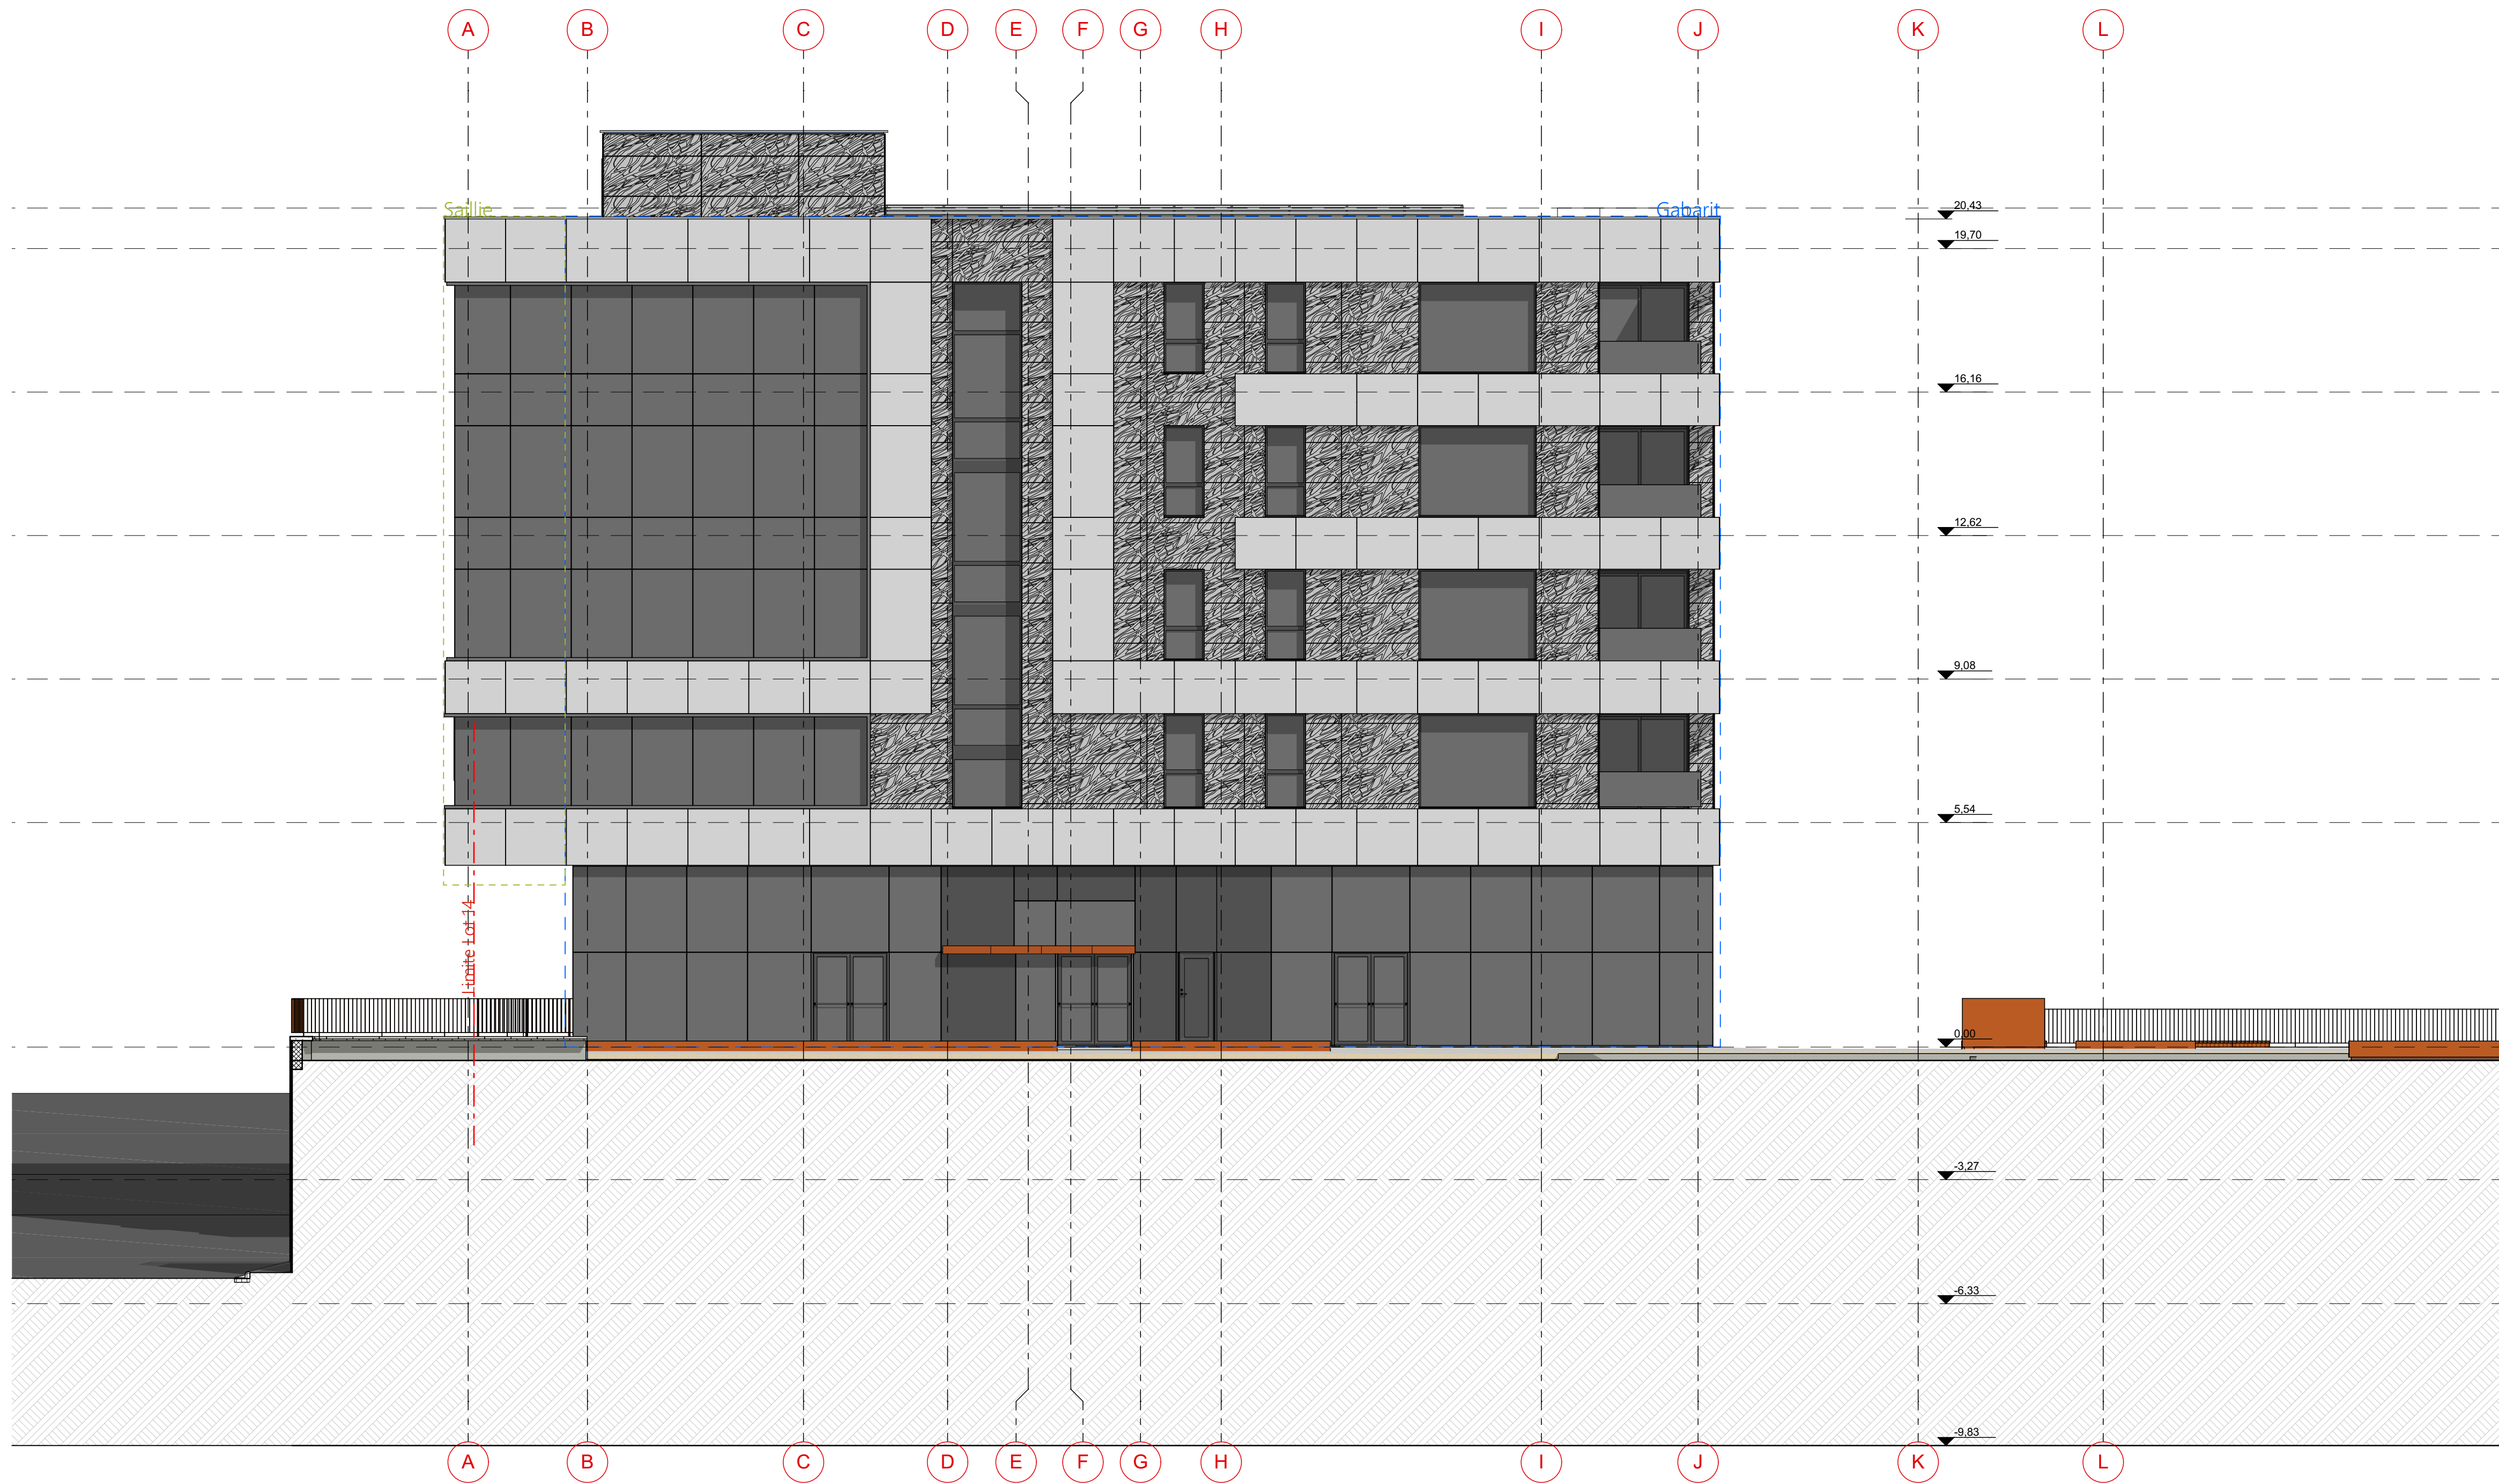 A B C D E F G H I J K L
Saillie
Gabarit
20,43
19,70
16,16
12,62
9,08
5,54
Limite Lot 14
0,00
-3,27
-6,33
-9,83
A B C D E F G H I J K L